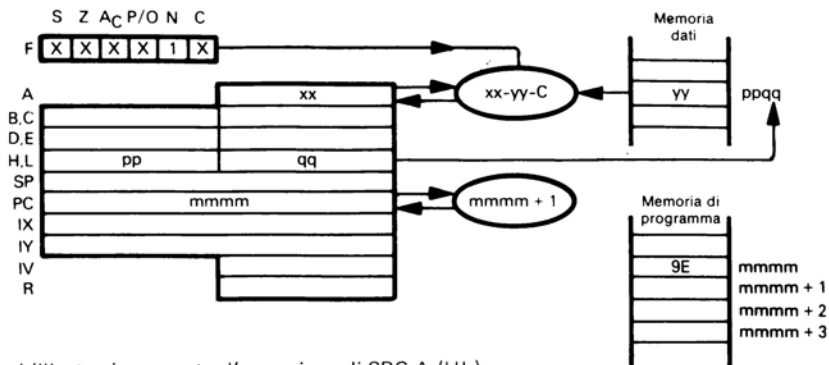 S Z AC P/O N C
F X X X X 1 X
Memoria dati
A xx
xx-yy-C
yy ppqq
B,C
D,E
H,L pp qq
SP
PC mmmm
mmmm + 1
IX
IY
IV
R
Memoria di programma
9E mmmm
mmmm + 1
mmmm + 2
mmmm + 3